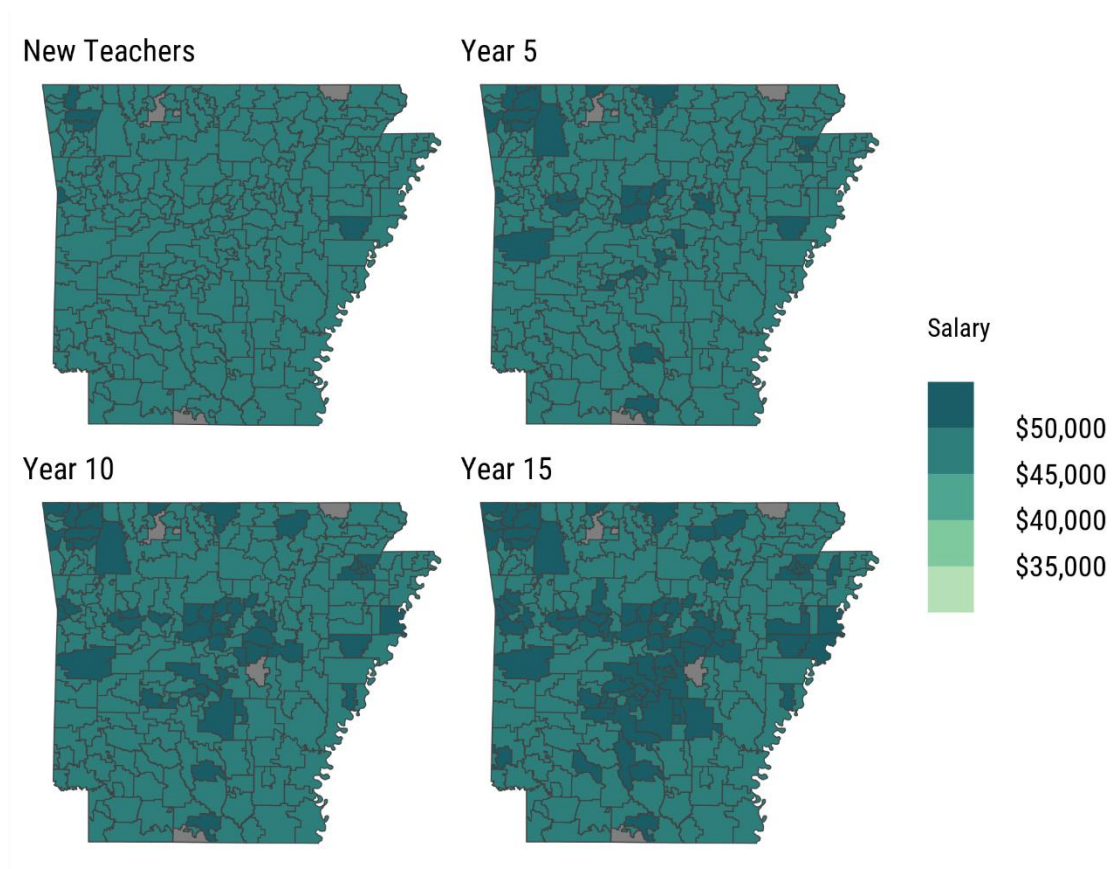 New Teachers
Year 5
Salary
$50,000
$45,000
$40,000
$35,000
Year 10
Year 15